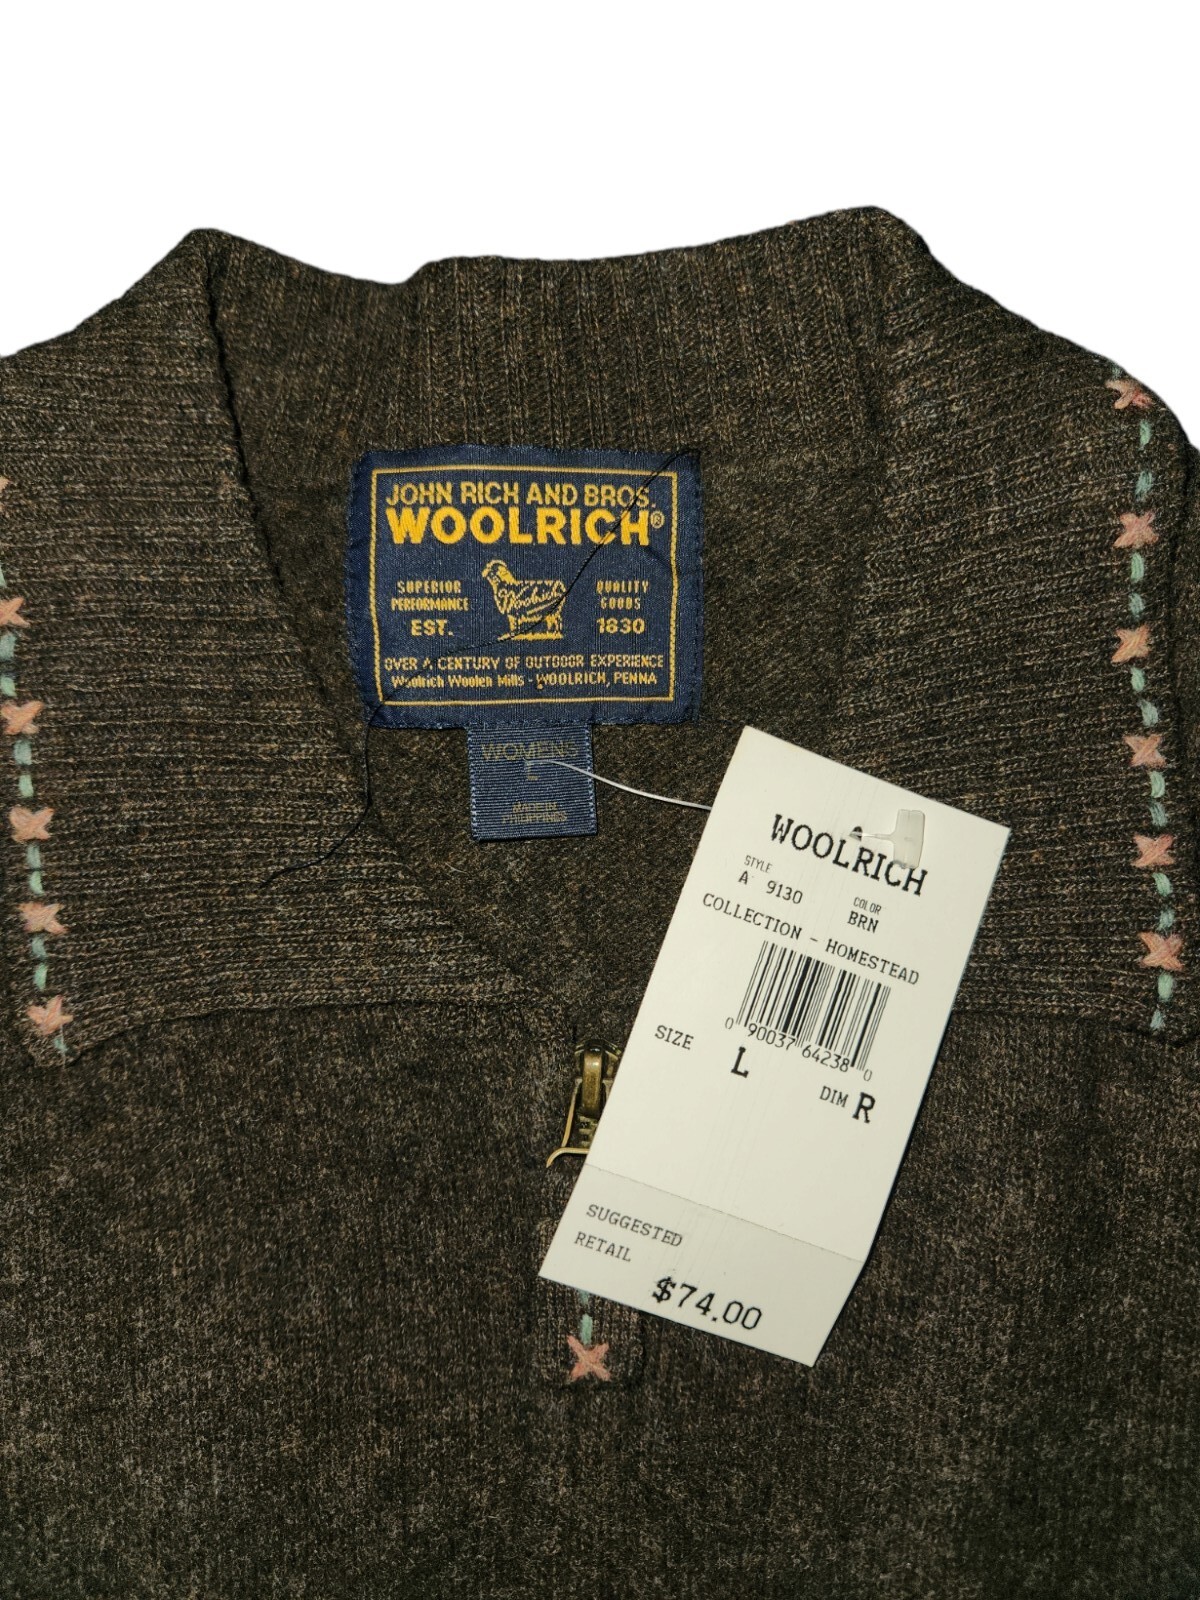 JOHN RICH AND BROS.
WOOLRICH®
SUPERIOR PERFORMANCE
Woolrich
QUALITY GOODS
EST. 1830
OVER A CENTURY OF OUTDOOR EXPERIENCE
Woolrich Woolen Mills - WOOLRICH, PENNA
WOMENS
L
MADE IN
PHILIPPINES
WOOLRICH
STYLE
A 9130
COLOR
BRN
COLLECTION - HOMESTEAD
0 90037 64238 0
SIZE L
DIM R
SUGGESTED
RETAIL
$74.00